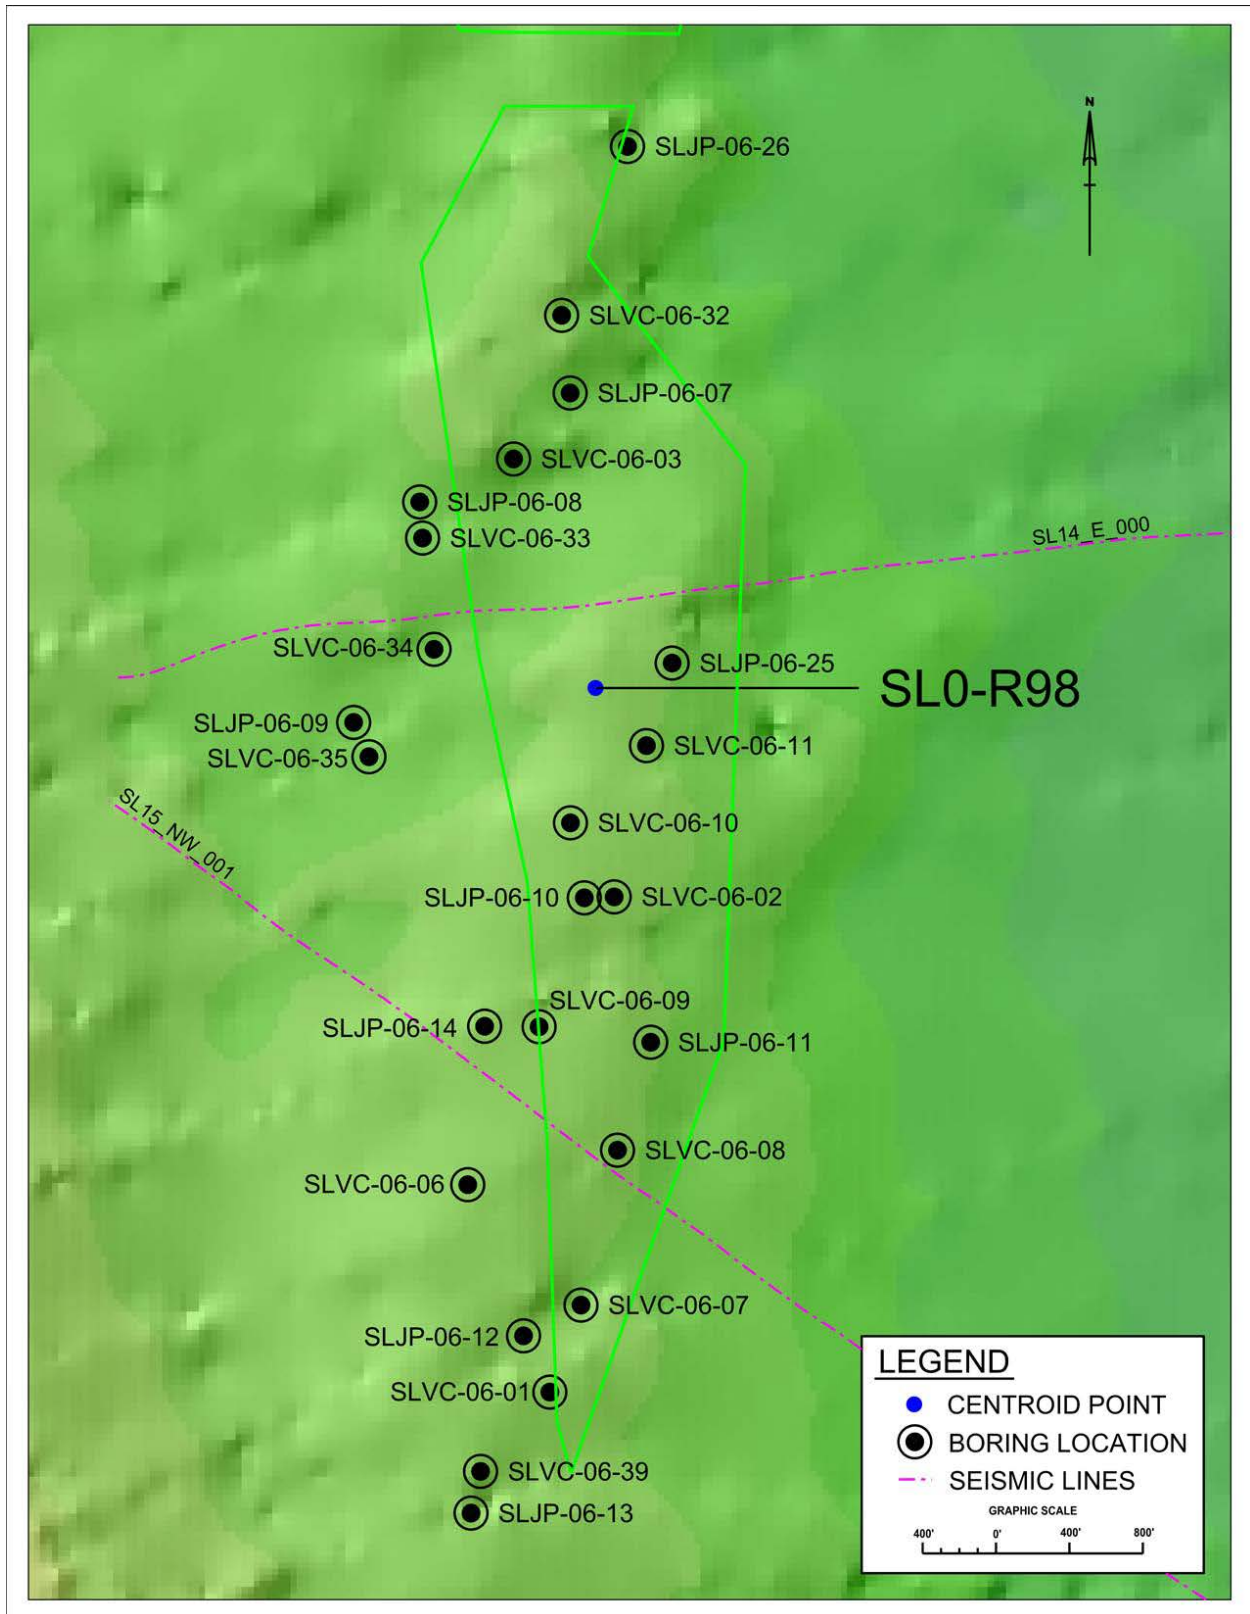 N
SLJP-06-26
SLVC-06-32
SLJP-06-07
SLVC-06-03
SLJP-06-08
SLVC-06-33
SL14_E_000
SLVC-06-34
SLJP-06-25
SL0-R98
SLJP-06-09
SLVC-06-11
SLVC-06-35
SL15_NW_001
SLVC-06-10
SLJP-06-10
SLVC-06-02
SLVC-06-09
SLJP-06-14
SLJP-06-11
SLVC-06-08
SLVC-06-06
SLVC-06-07
SLJP-06-12
SLVC-06-01
SLVC-06-39
SLJP-06-13
LEGEND
CENTROID POINT
BORING LOCATION
SEISMIC LINES
GRAPHIC SCALE
400' 0' 400' 800'